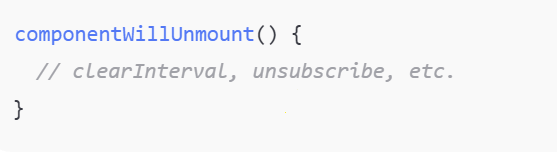 componentWillUnmount() {
  // clearInterval, unsubscribe, etc.
}